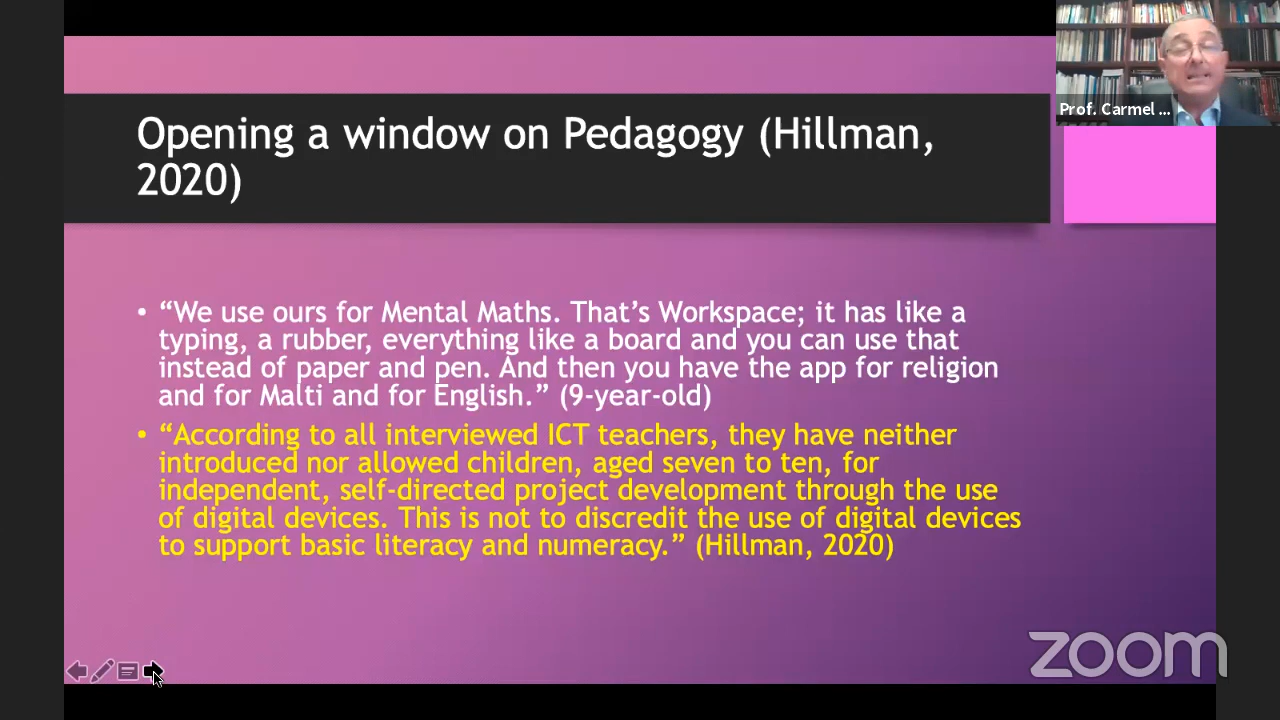 Prof. Carmel ...
Opening a window on Pedagogy (Hillman,
2020)
• “We use ours for Mental Maths. That’s Workspace; it has like a
typing, a rubber, everything like a board and you can use that
instead of paper and pen. And then you have the app for religion
and for Malti and for English.” (9-year-old)
• “According to all interviewed ICT teachers, they have neither
introduced nor allowed children, aged seven to ten, for
independent, self-directed project development through the use
of digital devices. This is not to discredit the use of digital devices
to support basic literacy and numeracy.” (Hillman, 2020)
zoom